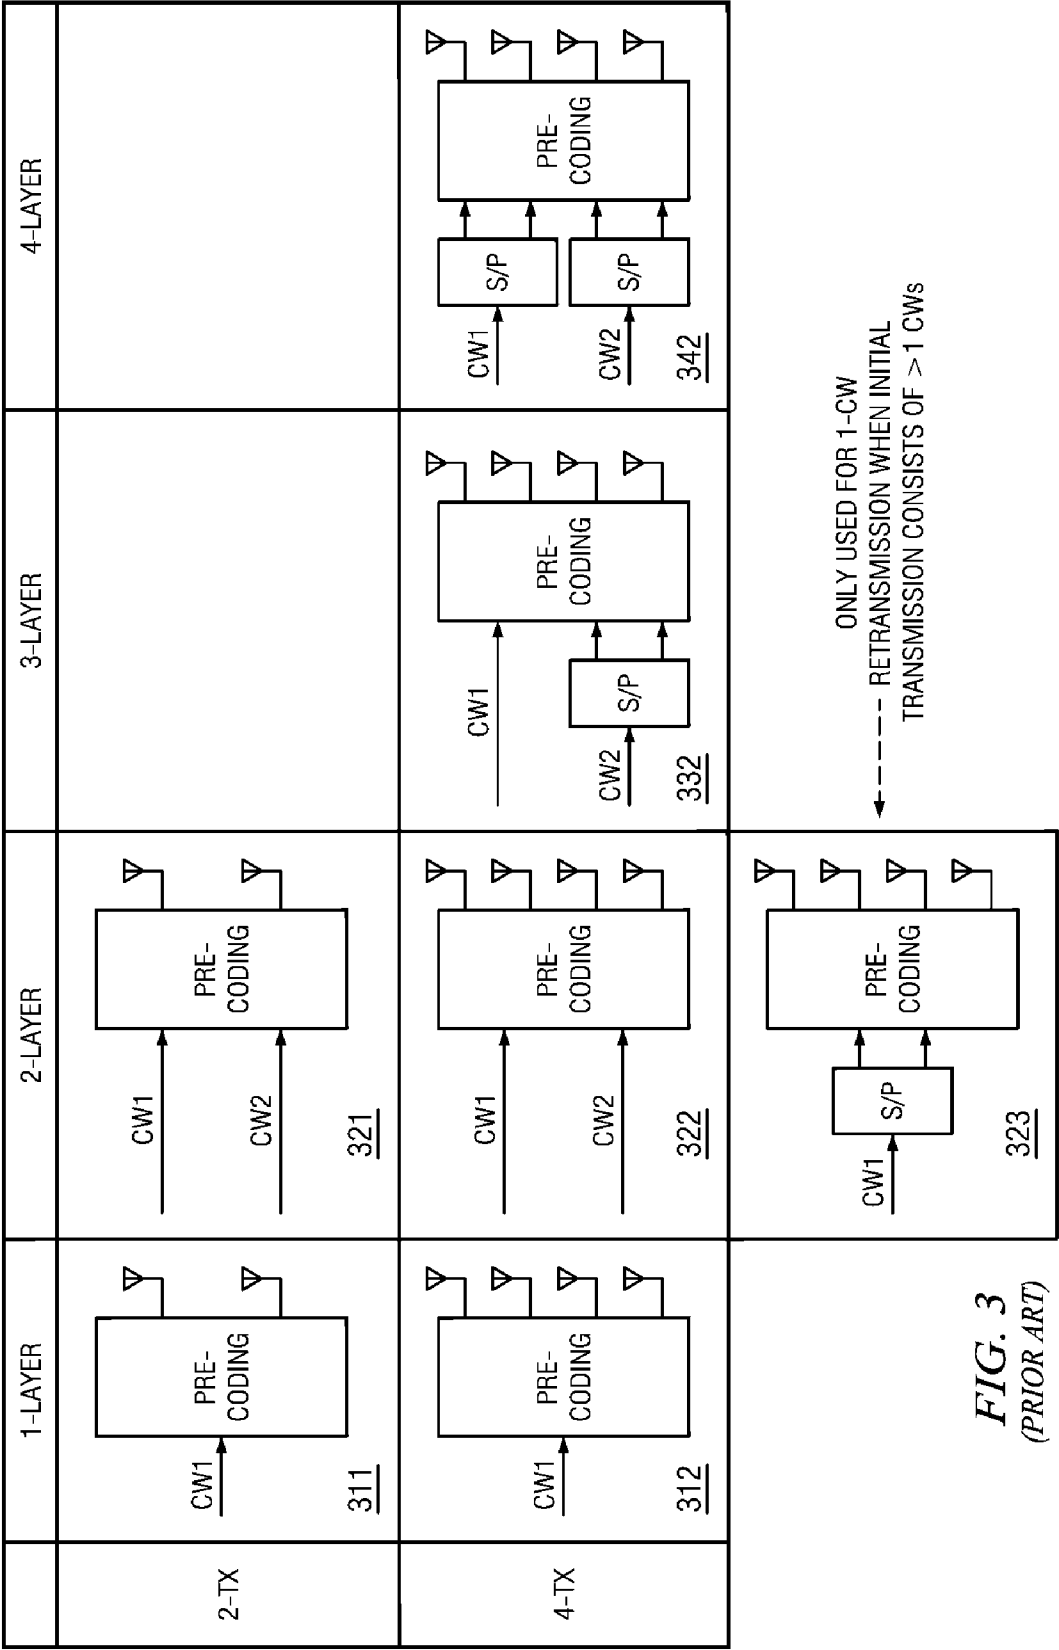 1-LAYER
2-LAYER
3-LAYER
4-LAYER
2-TX
CW1
PRE-
CODING
311
CW1
CW2
PRE-
CODING
321
4-TX
CW1
PRE-
CODING
312
CW1
CW2
PRE-
CODING
322
CW1
CW2
S/P
PRE-
CODING
332
CW1
CW2
S/P
S/P
PRE-
CODING
342
CW1
S/P
PRE-
CODING
323
ONLY USED FOR 1-CW
RETRANSMISSION WHEN INITIAL
TRANSMISSION CONSISTS OF >1 CWs
FIG. 3
(PRIOR ART)